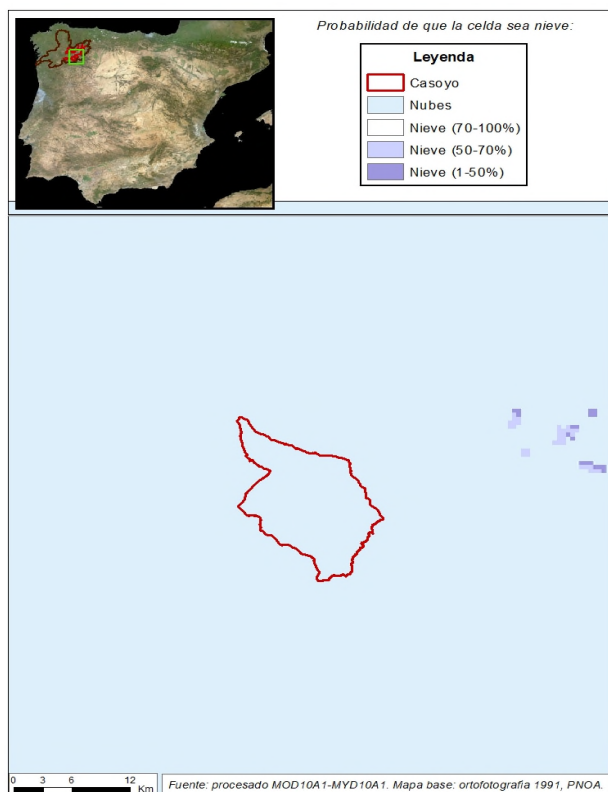 Probabilidad de que la celda sea nieve:
Leyenda
Casoyo
Nubes
Nieve (70-100%)
Nieve (50-70%)
Nieve (1-50%)
0 3 6 12
Km
Fuente: procesado MOD10A1-MYD10A1. Mapa base: ortofotografía 1991, PNOA.